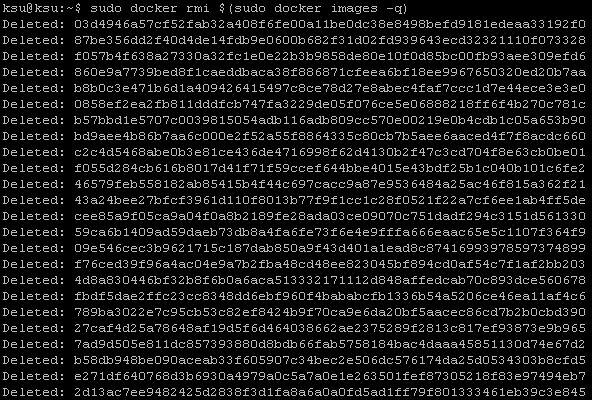 ksu@ksu:~$ sudo docker rmi $(sudo docker images -q)
Deleted: 03d4946a57cf52fab32a408f6fe00a11be0dc38e8498befd9181edeaa33192f0
Deleted: 87be356dd2f40d4de14fdb9e0600b682f31d02fd939643ecd32321110f073328
Deleted: f057b4f638a27330a32fc1e0e22b3b9858de80e10f0d85bc00fb93aee309efd6
Deleted: 860e9a7739bed8f1caeddbaca38f886871cfeea6bf18ee9967650320ed20b7aa
Deleted: b8b0c3e471b6d1a409426415497c8ce78d27e8abec4faf7ccc1d7e44ece3e3e0
Deleted: 0858ef2ea2fb811dddfcb747fa3229de05f076ce5e06888218ff6f4b270c781c
Deleted: b57bbd1e5707c0039815054adb116adb809cc570e00219e0b4cdb1c05a653b90
Deleted: bd9aee4b86b7aa6c000e2f52a55f8864335c80cb7b5aee6aaced4f7f8acdc660
Deleted: c2c4d5468abe0b3e81ce436de4716998f62d4130b2f47c3cd704f8e63cb0be01
Deleted: f055d284cb616b8017d41f71f59ccef644bbe4015e43bdf25b1c040b101c6fe2
Deleted: 46579feb558182ab85415b4f44c697cacc9a87e9536484a25ac46f815a362f21
Deleted: 43a24bee27bfcf3961d110f8013b77f9f1cc1c28f0521f22a7cf6ee1ab4ff5de
Deleted: cee85a9f05ca9a04f0a8b2189fe28ada03ce09070c751dadf294c3151d561330
Deleted: 59ca6b1409ad59daeb73db8a4fa6fe73f6e4e9fffa666eaac65e5c1107f364f9
Deleted: 09e546cec3b9621715c187dab850a9f43d401a1ead8c87416993978597374899
Deleted: f76ced39f96a4ac04e9a7b2fba48cd48ee823045bf894cd0af54c7f1af2bb203
Deleted: 4d8a830446bf32b8f6b0a6aca513332171112d848affedcab70c893dce560678
Deleted: fbdf5dae2ffc23cc8348dd6ebf960f4bababcfb1336b54a5206ce46ea11af4c6
Deleted: 789ba3022e7c95cb53c82ef8424b9f70ca9e6da20bf5aacec86cd7b2b0cbd390
Deleted: 27caf4d25a78648af19d5f6d464038662ae2375289f2813c817ef93873e9b965
Deleted: 7ad9d505e811dc857393880d8bdb66fab5758184bac4daaa45851130d74e67d2
Deleted: b58db948be090aceab33f605907c34bec2e506dc576174da25d0534303b8cfd5
Deleted: e271df640768d3b6930a4979a0c5a7a0e1e263501fef87305218f83e97494eb7
Deleted: 2d13ac7ee9482425d2838f3d1fa8a6a0a0fd5ad1ff79f801333461eb39c3e845